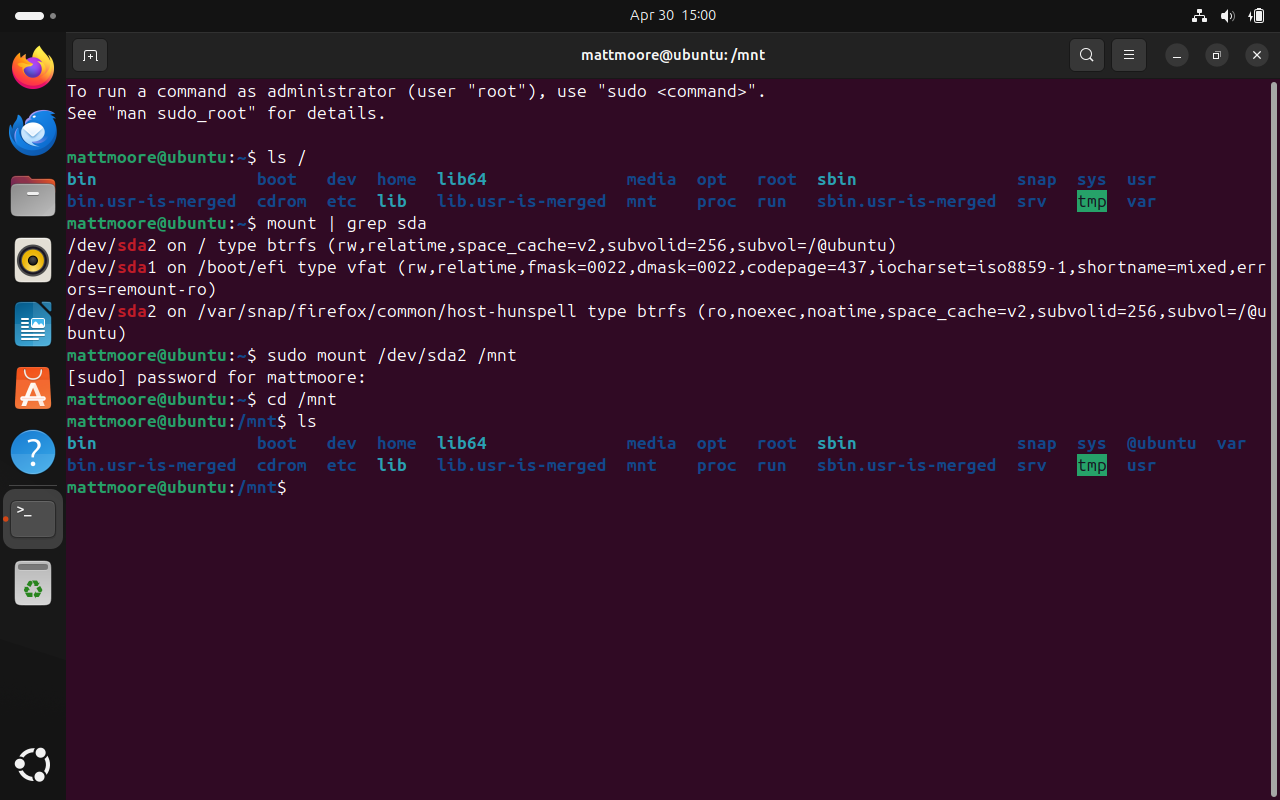 Apr 30 15:00
mattmoore@ubuntu: /mnt
To run a command as administrator (user "root"), use "sudo <command>".
See "man sudo_root" for details.
mattmoore@ubuntu:~$ ls /
bin boot dev home lib64 media opt root sbin snap sys usr
bin.usr-is-merged cdrom etc lib lib.usr-is-merged mnt proc run sbin.usr-is-merged srv tmp var
mattmoore@ubuntu:~$ mount | grep sda
/dev/sda2 on / type btrfs (rw,relatime,space_cache=v2,subvolid=256,subvol=/@ubuntu)
/dev/sda1 on /boot/efi type vfat (rw,relatime,fmask=0022,dmask=0022,codepage=437,iocharset=iso8859-1,shortname=mixed,err
ors=remount-ro)
/dev/sda2 on /var/snap/firefox/common/host-hunspell type btrfs (ro,noexec,noatime,space_cache=v2,subvolid=256,subvol=/@u
buntu)
mattmoore@ubuntu:~$ sudo mount /dev/sda2 /mnt
[sudo] password for mattmoore:
mattmoore@ubuntu:~$ cd /mnt
mattmoore@ubuntu:/mnt$ ls
bin boot dev home lib64 media opt root sbin snap sys @ubuntu var
bin.usr-is-merged cdrom etc lib lib.usr-is-merged mnt proc run sbin.usr-is-merged srv tmp usr
mattmoore@ubuntu:/mnt$